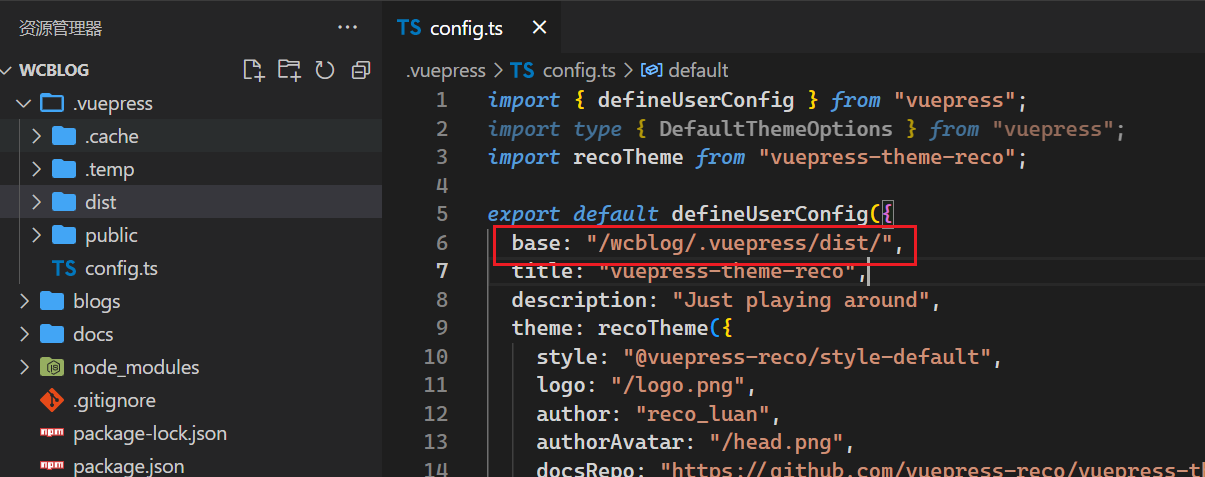 资源管理器
···
WCBLOG
.vuepress
.cache
.temp
dist
public
TS config.ts
blogs
docs
node_modules
.gitignore
package-lock.json
package.json
TS config.ts
.vuepress > TS config.ts > default
1 import { defineUserConfig } from "vuepress";
2 import type { DefaultThemeOptions } from "vuepress";
3 import recoTheme from "vuepress-theme-reco";
4
5 export default defineUserConfig({
6 base: "/wcblog/.vuepress/dist/",
7 title: "vuepress-theme-reco",
8 description: "Just playing around",
9 theme: recoTheme({
10 style: "@vuepress-reco/style-default",
11 logo: "/logo.png",
12 author: "reco_luan",
13 authorAvatar: "/head.png",
14 docsRepo: "https://github.com/vuepress-reco/vuepress-th